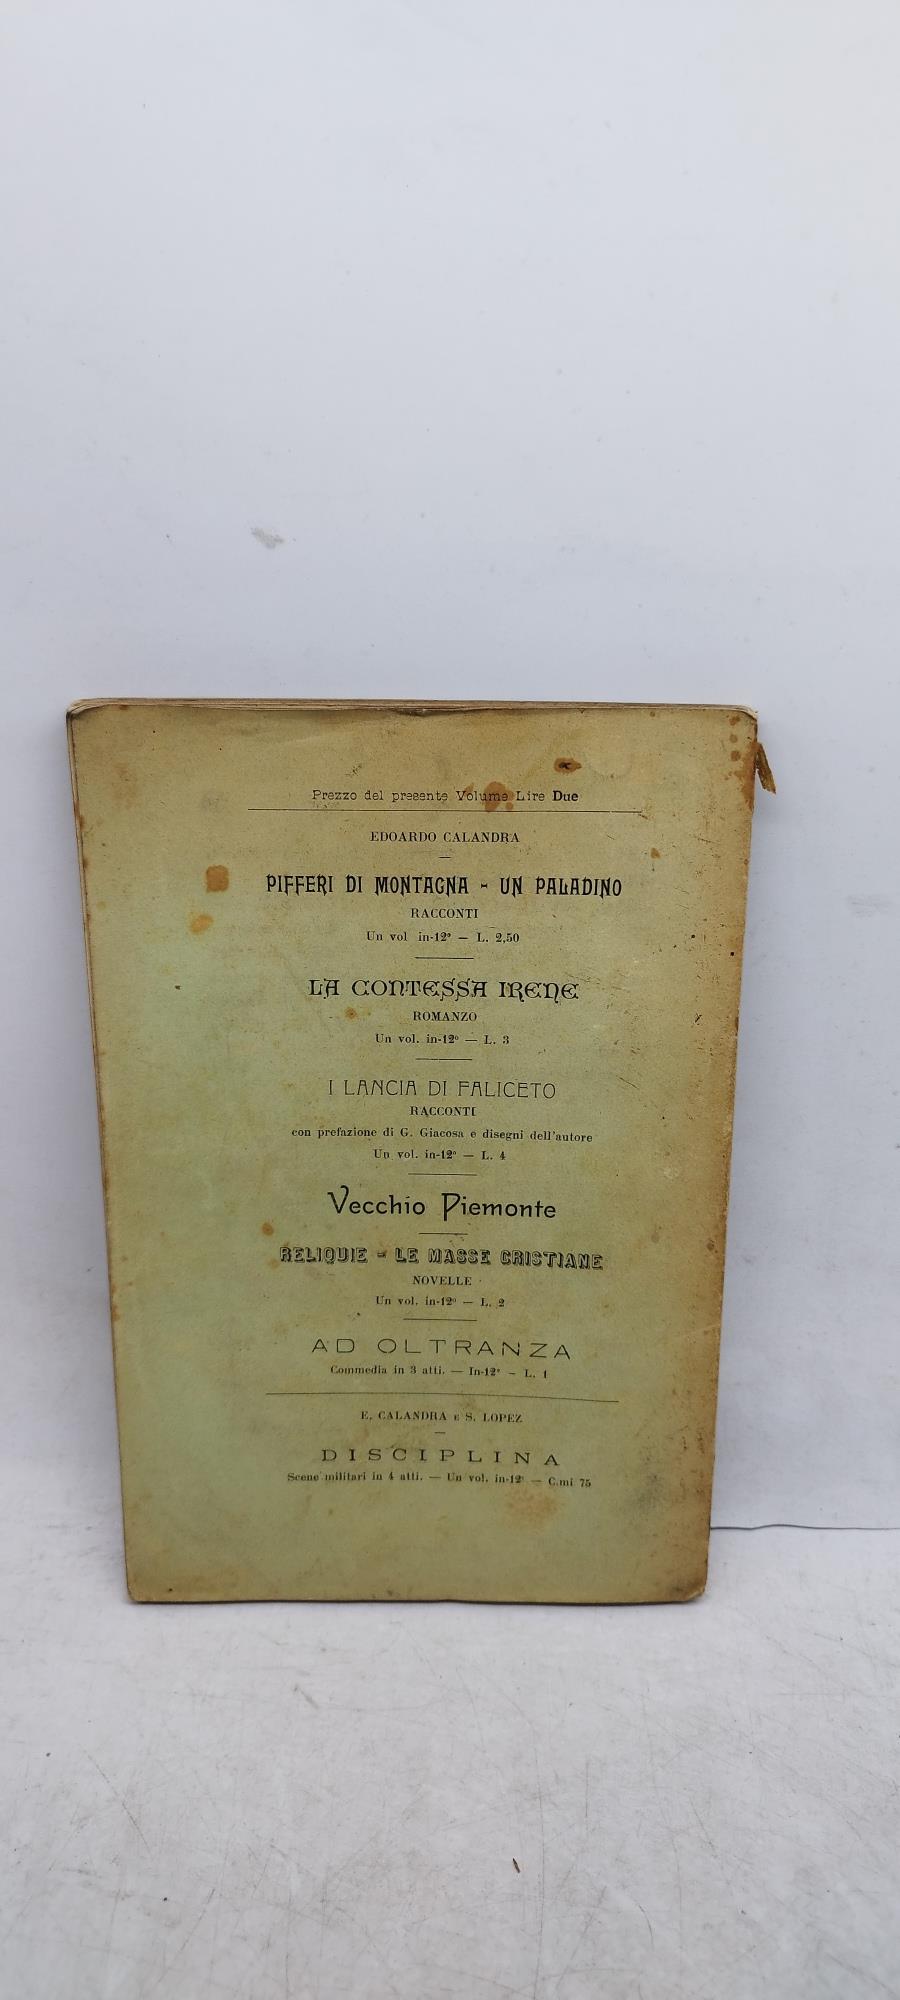 Prezzo del presente Volume Lire Due
EDOARDO CALANDRA
PIFFERI DI MONTAGNA - UN PALADINO
RACCONTI
Un vol in-12° — L. 2,50
LA CONTESSA IRENE
ROMANZO
Un vol. in-12° — L. 3
I LANCIA DI FALICETO
RACCONTI
con prefazione di G. Giacosa e disegni dell'autore
Un vol. in-12° — L. 4
Vecchio Piemonte
RELIQUIE - LE MASSE CRISTIANE
NOVELLE
Un vol. in-12° — L. 2
AD OLTRANZA
Commedia in 3 atti. — In-12° — L. 1
E. CALANDRA E S. LOPEZ
DISCIPLINA
Scene militari in 4 atti. — Un vol. in-12° — C.mi 75